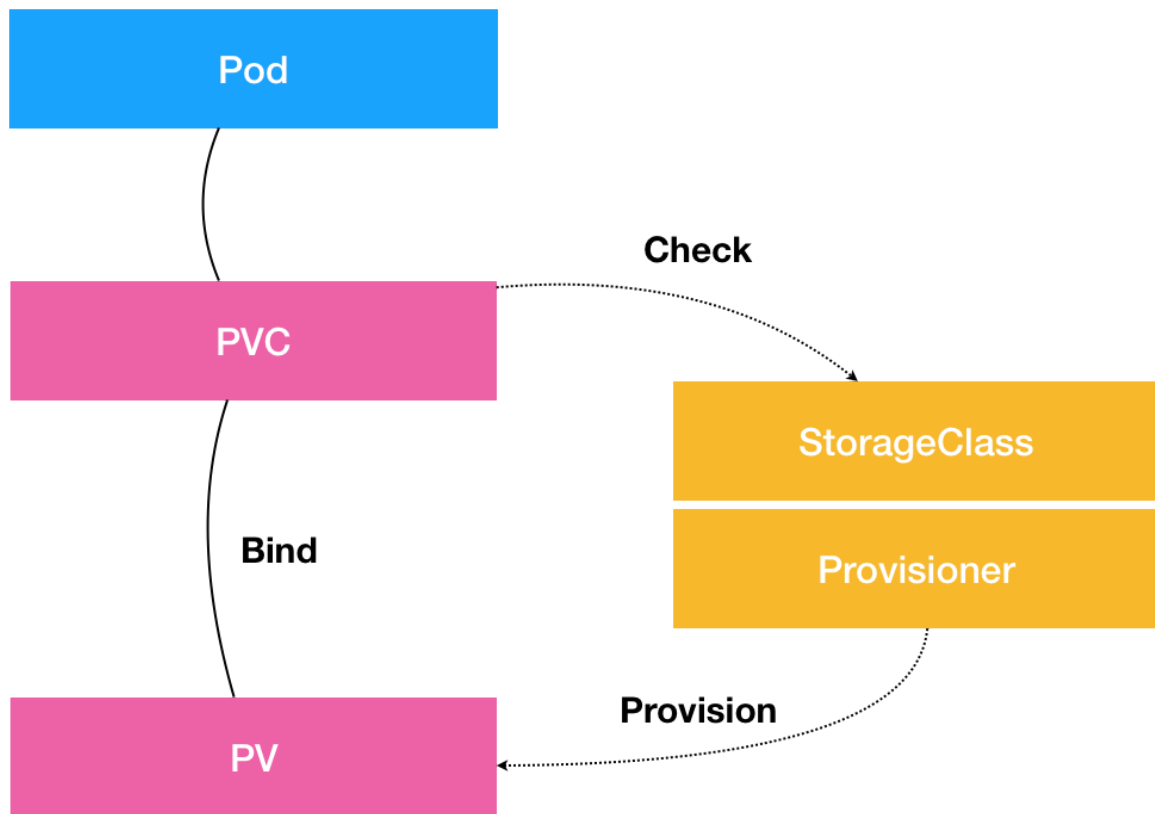 Pod
Check
PVC
StorageClass
Bind
Provisioner
Provision
PV